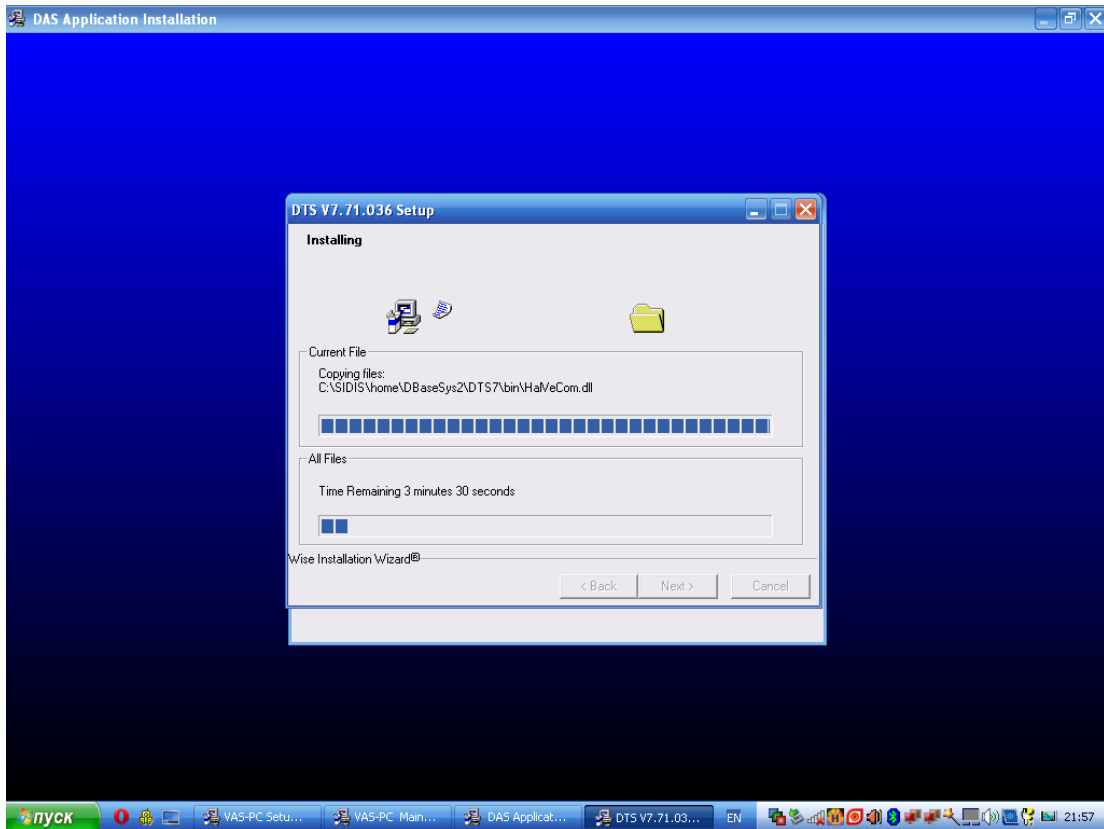 DAS Application Installation
DTS V7.71.036 Setup
Installing
Current File
Copying files:
C:\SIDIS\home\DBaseSys2\DTS7\bin\HalVeCom.dll
All Files
Time Remaining 3 minutes 30 seconds
Wise Installation Wizard®
< Back Next > Cancel
пуск VAS-PC Setu... VAS-PC Main... DAS Applicat... DTS V7.71.03... EN 21:57